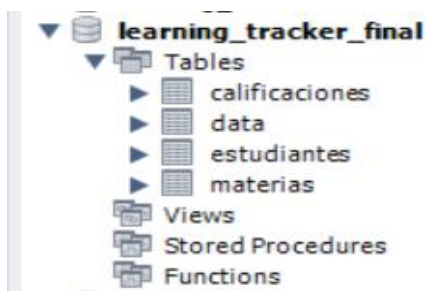 learning_tracker_final
Tables
calificaciones
data
estudiantes
materias
Views
Stored Procedures
Functions